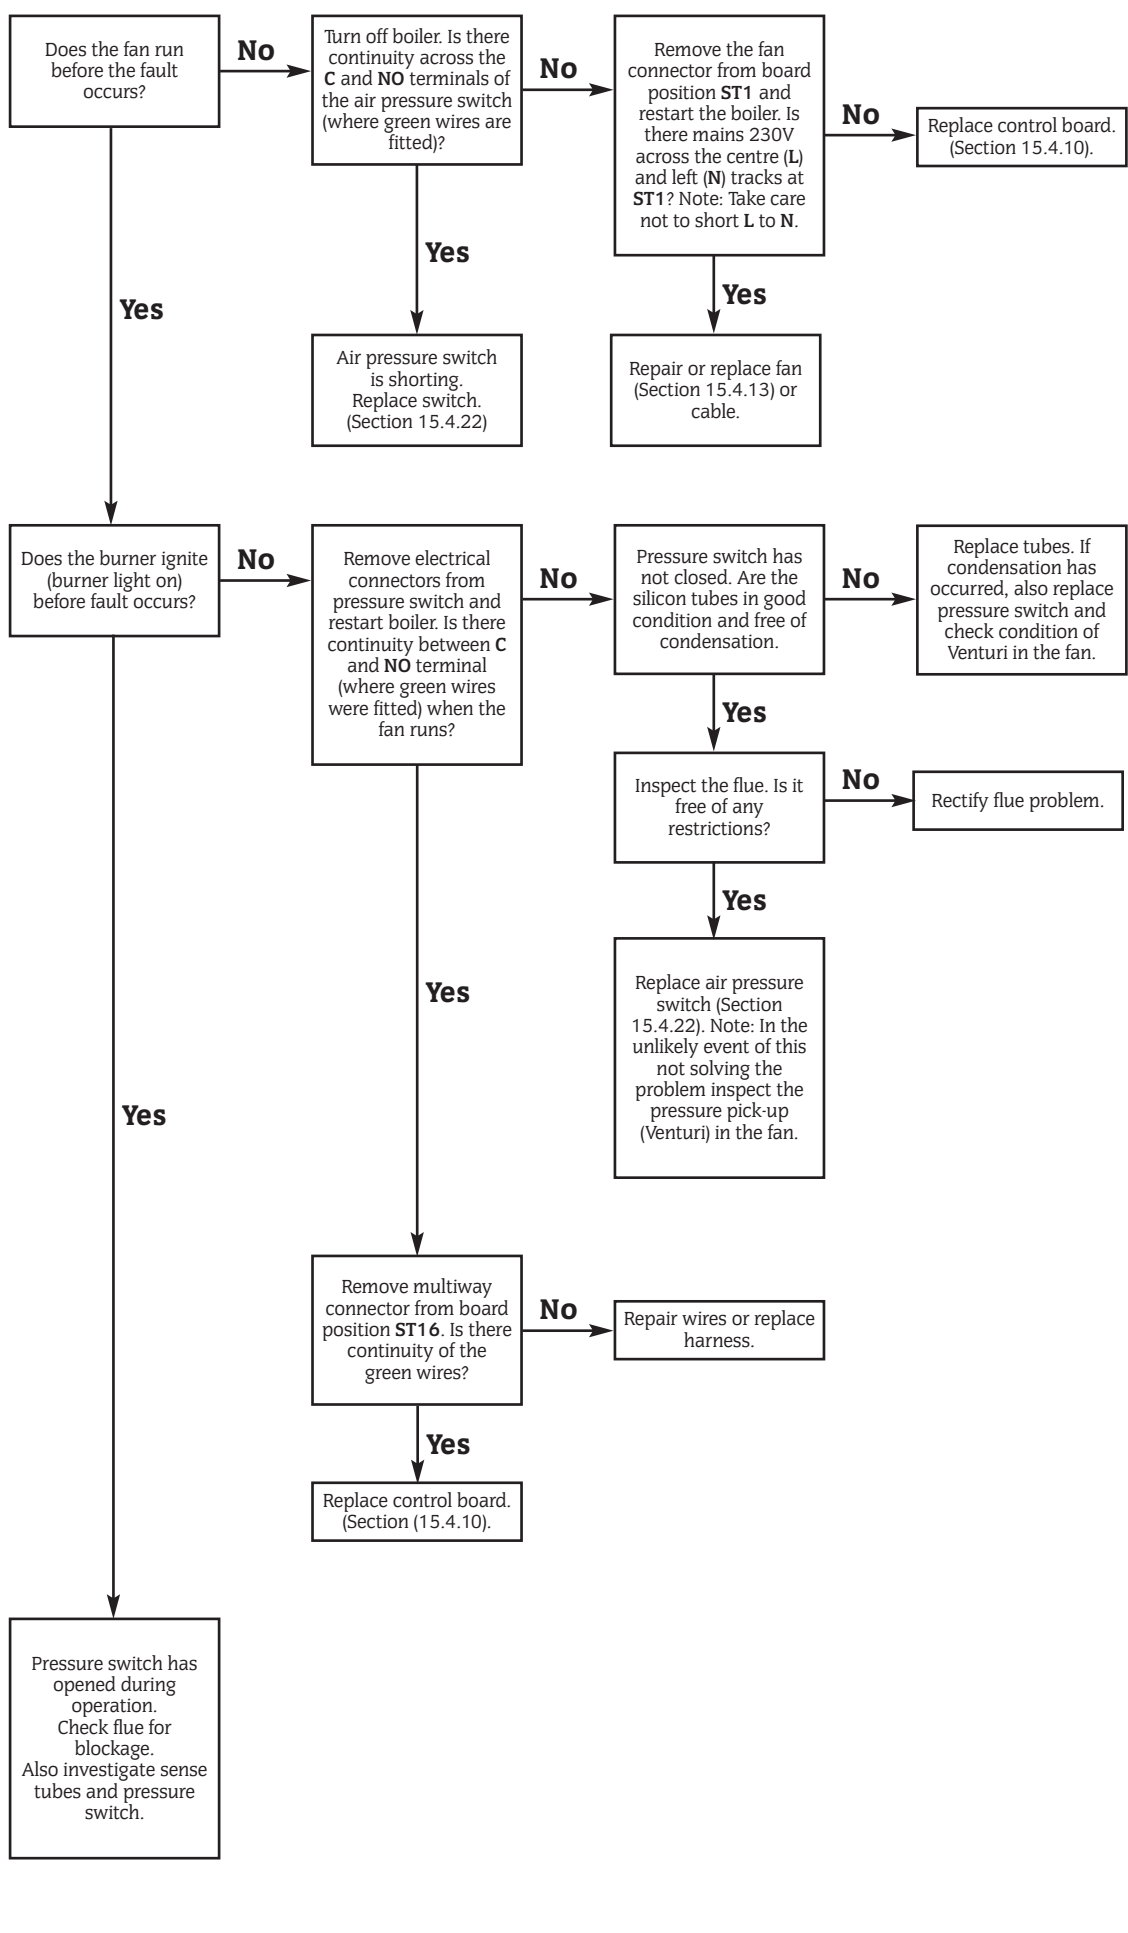 Does the fan run
before the fault
occurs?
No
Turn off boiler. Is there
continuity across the
C and NO terminals of
the air pressure switch
(where green wires are
fitted)?
No
Remove the fan
connector from board
position ST1 and
restart the boiler. Is
there mains 230V
across the centre (L)
and left (N) tracks at
ST1? Note: Take care
not to short L to N.
No
Replace control board.
(Section 15.4.10).
Yes
Yes
Yes
Air pressure switch
is shorting.
Replace switch.
(Section 15.4.22)
Repair or replace fan
(Section 15.4.13) or
cable.
Does the burner ignite
(burner light on)
before fault occurs?
No
Remove electrical
connectors from
pressure switch and
restart boiler. Is there
continuity between C
and NO terminal
(where green wires
were fitted) when the
fan runs?
No
Pressure switch has
not closed. Are the
silicon tubes in good
condition and free of
condensation.
No
Replace tubes. If
condensation has
occurred, also replace
pressure switch and
check condition of
Venturi in the fan.
Yes
Inspect the flue. Is it
free of any
restrictions?
No
Rectify flue problem.
Yes
Replace air pressure
switch (Section
15.4.22). Note: In the
unlikely event of this
not solving the
problem inspect the
pressure pick-up
(Venturi) in the fan.
Yes
Yes
Remove multiway
connector from board
position ST16. Is there
continuity of the
green wires?
No
Repair wires or replace
harness.
Yes
Replace control board.
(Section (15.4.10).
Pressure switch has
opened during
operation.
Check flue for
blockage.
Also investigate sense
tubes and pressure
switch.